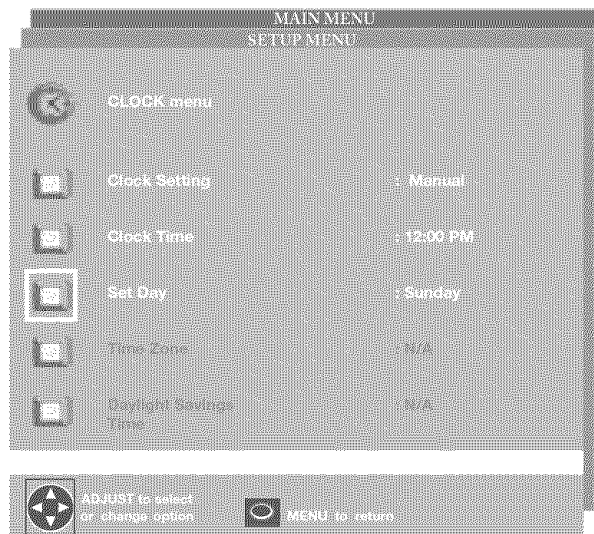 MAIN MENU
SETUP MENU
CLOCK menu
Clock Setting : Manual
Clock Time : 12:00 PM
Set Day : Sunday
Time Zone : N/A
Daylight Savings : N/A
Time
ADJUST to select
or change option
MENU to return